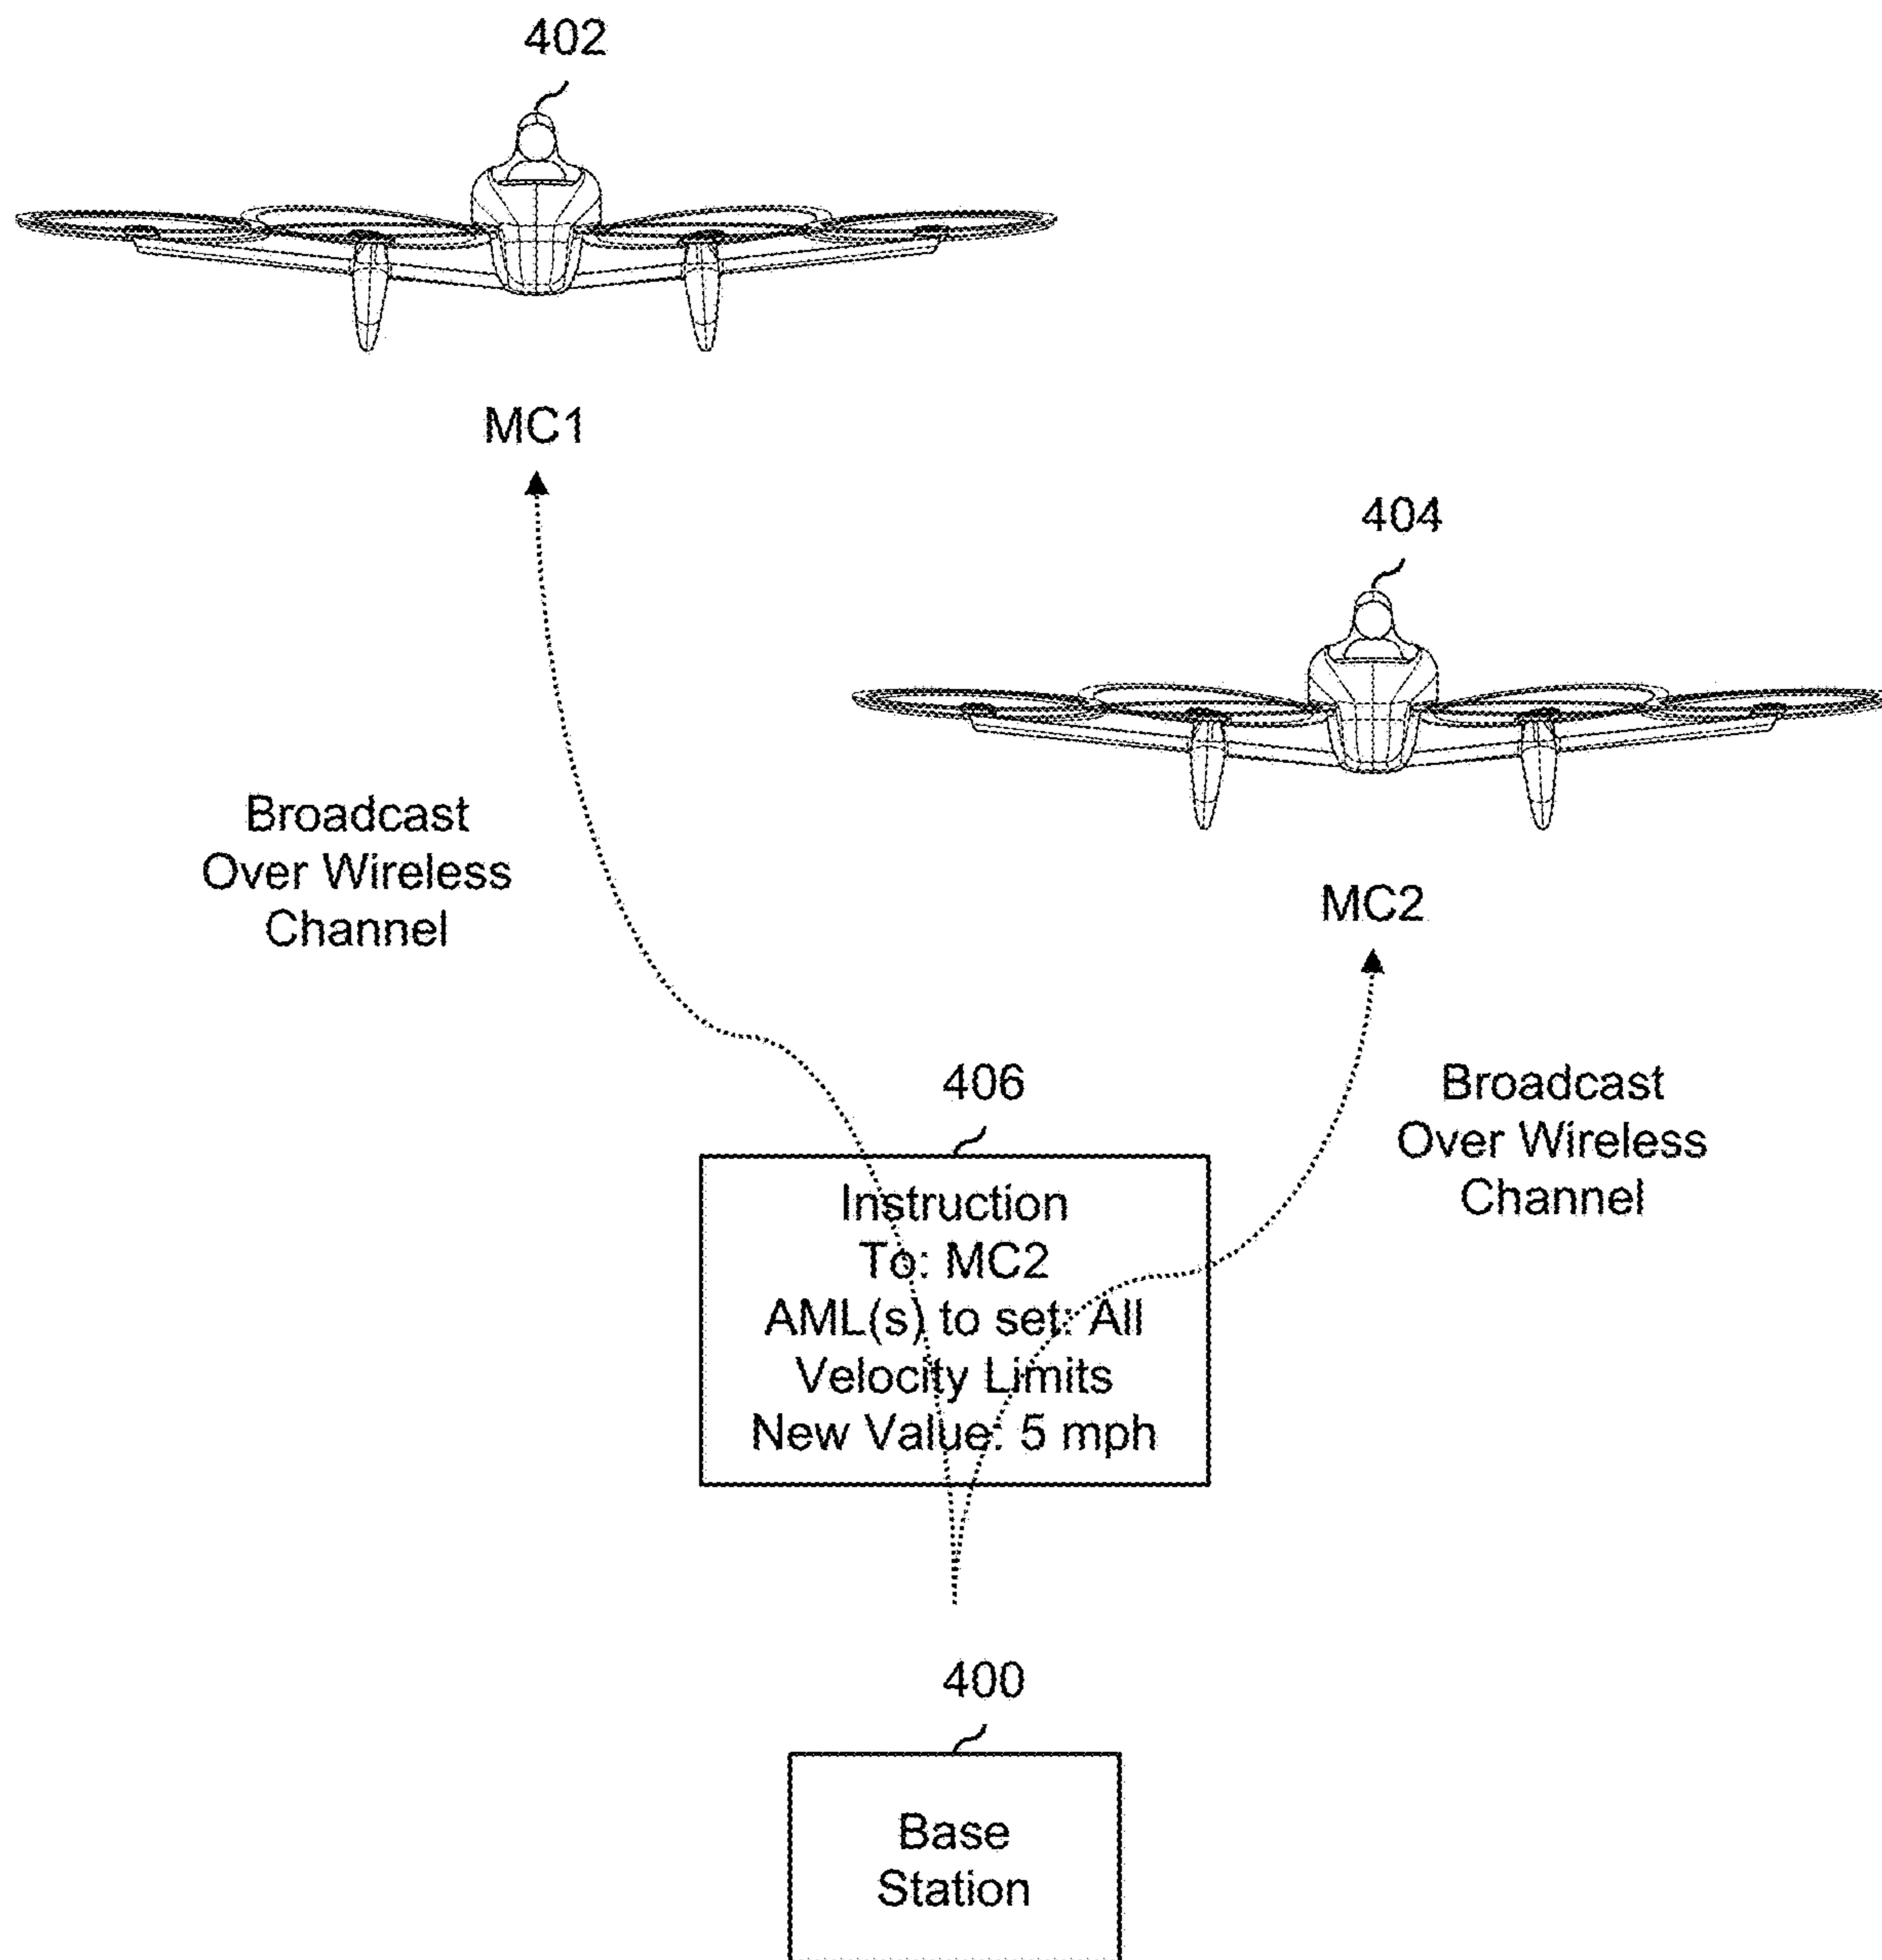 402
MC1
404
Broadcast
Over Wireless
Channel
MC2
406
Broadcast
Over Wireless
Channel
Instruction
To: MC2
AML(s) to set: All
Velocity Limits
New Value: 5 mph
400
Base
Station